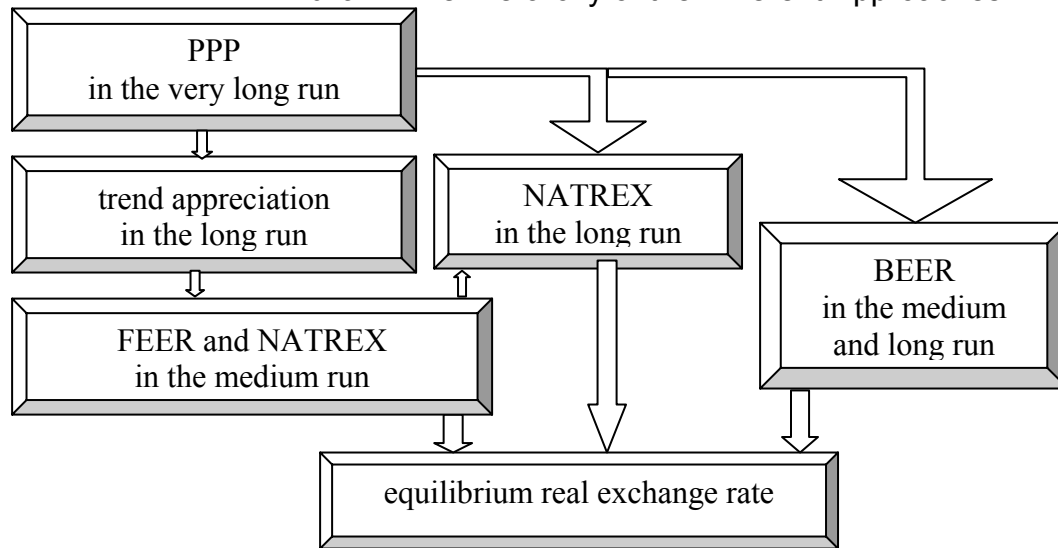 PPP
in the very long run
trend appreciation
in the long run
NATREX
in the long run
BEER
in the medium
and long run
FEER and NATREX
in the medium run
equilibrium real exchange rate